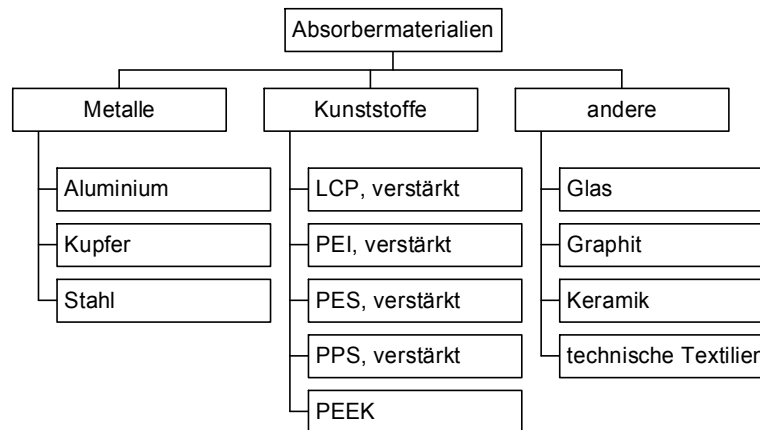 Absorbermaterialien
Metalle
Aluminium
Kupfer
Stahl
Kunststoffe
LCP, verstärkt
PEI, verstärkt
PES, verstärkt
PPS, verstärkt
PEEK
andere
Glas
Graphit
Keramik
technische Textilien